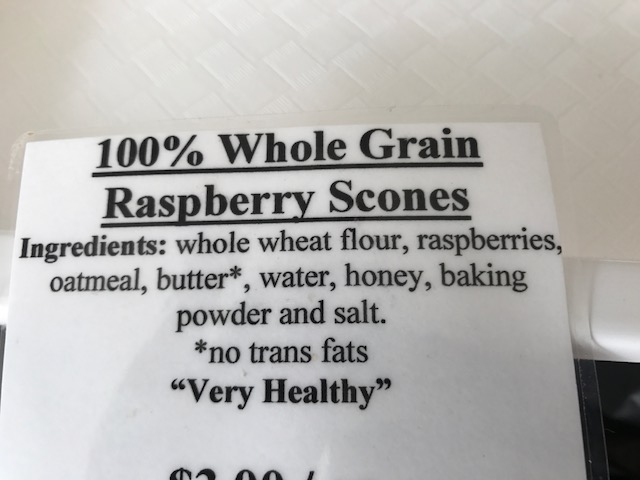 100% Whole Grain
Raspberry Scones
Ingredients: whole wheat flour, raspberries,
oatmeal, butter*, water, honey, baking
powder and salt.
*no trans fats
“Very Healthy”